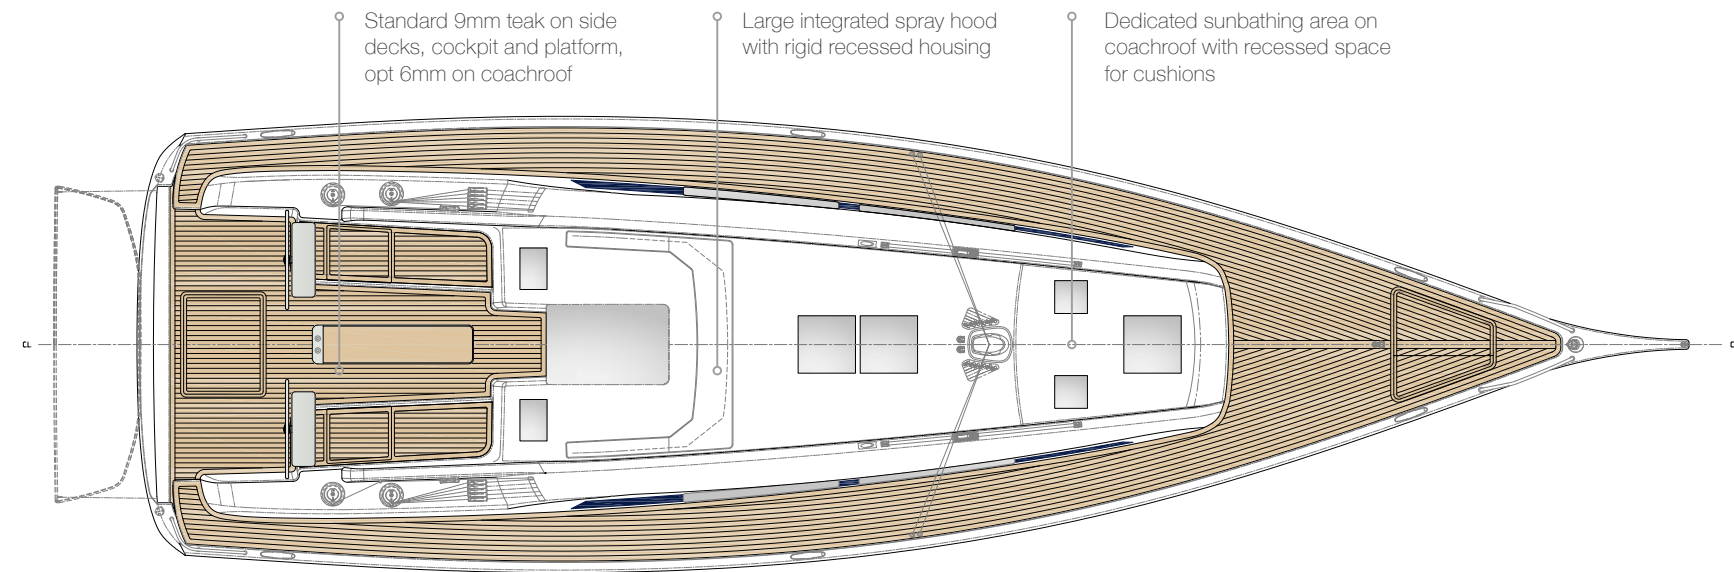 Standard 9mm teak on side
decks, cockpit and platform,
opt 6mm on coachroof
Large integrated spray hood
with rigid recessed housing
Dedicated sunbathing area on
coachroof with recessed space
for cushions